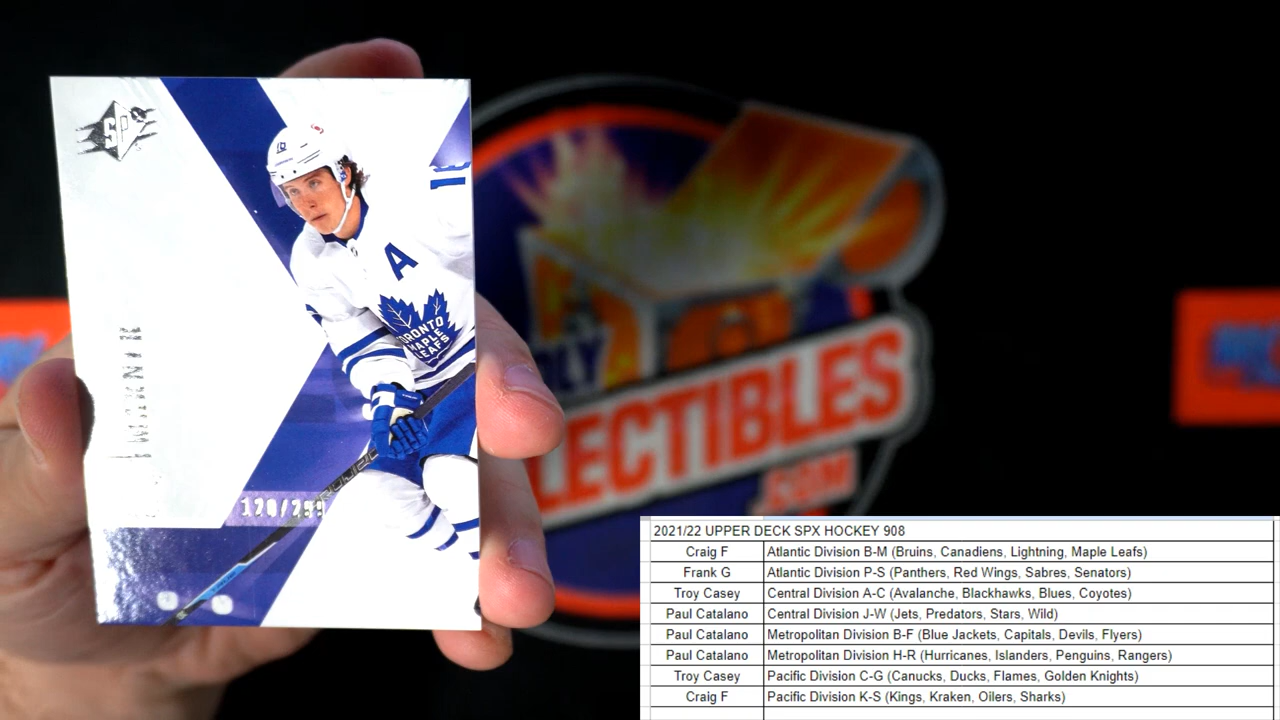 SPx
16
16
A
TORONTO
MAPLE
LEAFS
LECTIBLES
.COM
2021/22 UPPER DECK SPX HOCKEY 908
Craig F Atlantic Division B-M (Bruins, Canadiens, Lightning, Maple Leafs)
Frank G Atlantic Division P-S (Panthers, Red Wings, Sabres, Senators)
Troy Casey Central Division A-C (Avalanche, Blackhawks, Blues, Coyotes)
Paul Catalano Central Division J-W (Jets, Predators, Stars, Wild)
Paul Catalano Metropolitan Division B-F (Blue Jackets, Capitals, Devils, Flyers)
Paul Catalano Metropolitan Division H-R (Hurricanes, Islanders, Penguins, Rangers)
Troy Casey Pacific Division C-G (Canucks, Ducks, Flames, Golden Knights)
Craig F Pacific Division K-S (Kings, Kraken, Oilers, Sharks)